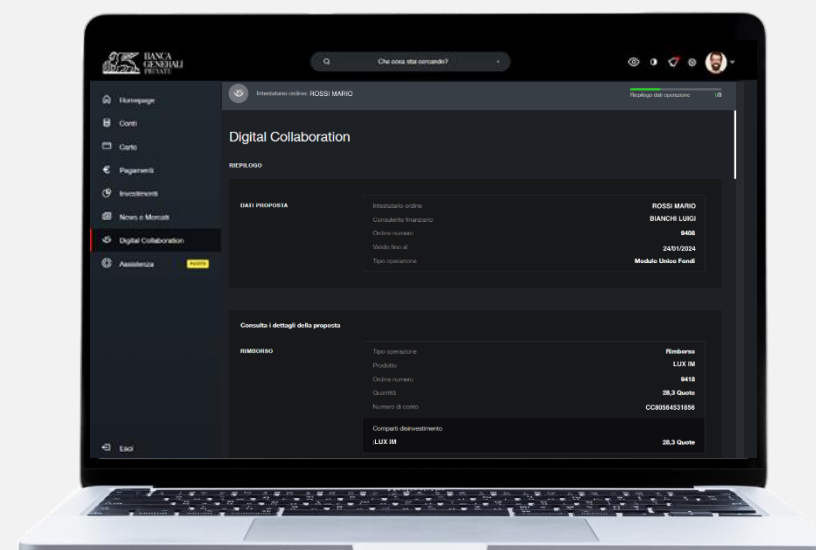 BANCA
GENERALI
PRIVATE
Che cosa stai cercando?
Intestatario ordine: ROSSI MARIO
Riepilogo dati operazione 1/3
Homepage
Conti
Carte
Pagamenti
Investimenti
News e Mercati
Digital Collaboration
Assistenza
Esci
Digital Collaboration
RIEPILOGO
DATI PROPOSTA
Intestatario ordine ROSSI MARIO
Consulente finanziario BIANCHI LUIGI
Ordine numero 9408
Valido fino al 24/01/2024
Tipo operazione Modulo Unico Fondi
Consulta i dettagli della proposta
RIMBORSO
Tipo operazione Rimborso
Prodotto LUX IM
Ordine numero 9418
Quantità 28,3 Quote
Numero di conto CC80564531856
Comparti disinvestimento
:LUX IM 28,3 Quote